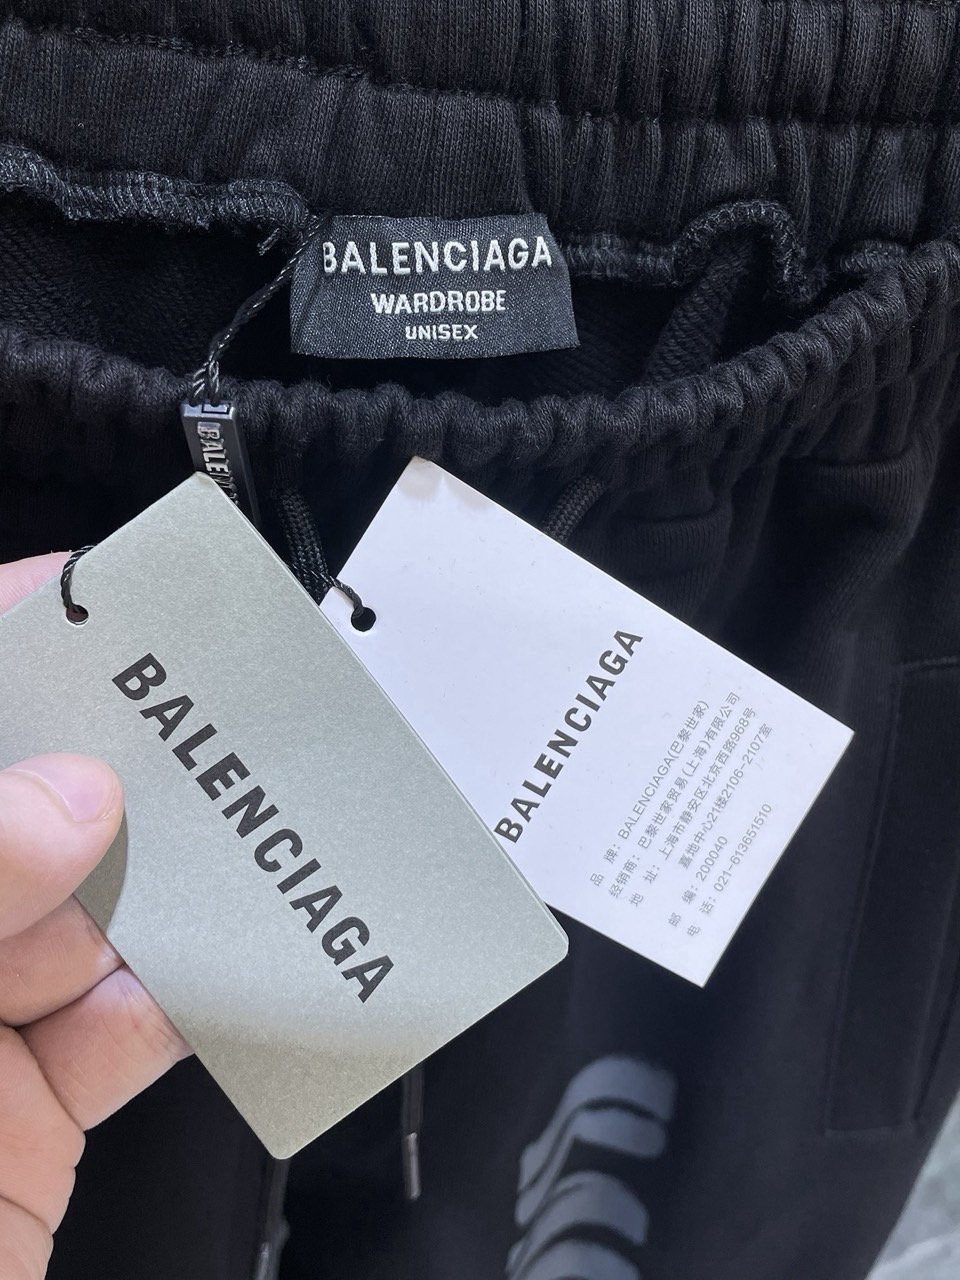 BALENCIAGA
WARDROBE
UNISEX
BALEN
BALENCIAGA
BALENCIAGA
品 牌：BALENCIAGA(巴黎世家)
经销商：巴黎世家贸易(上海)有限公司
地 址：上海市静安区北京西路968号
嘉地中心21楼2106-2107室
邮 编：200040
电 话：021-613651510